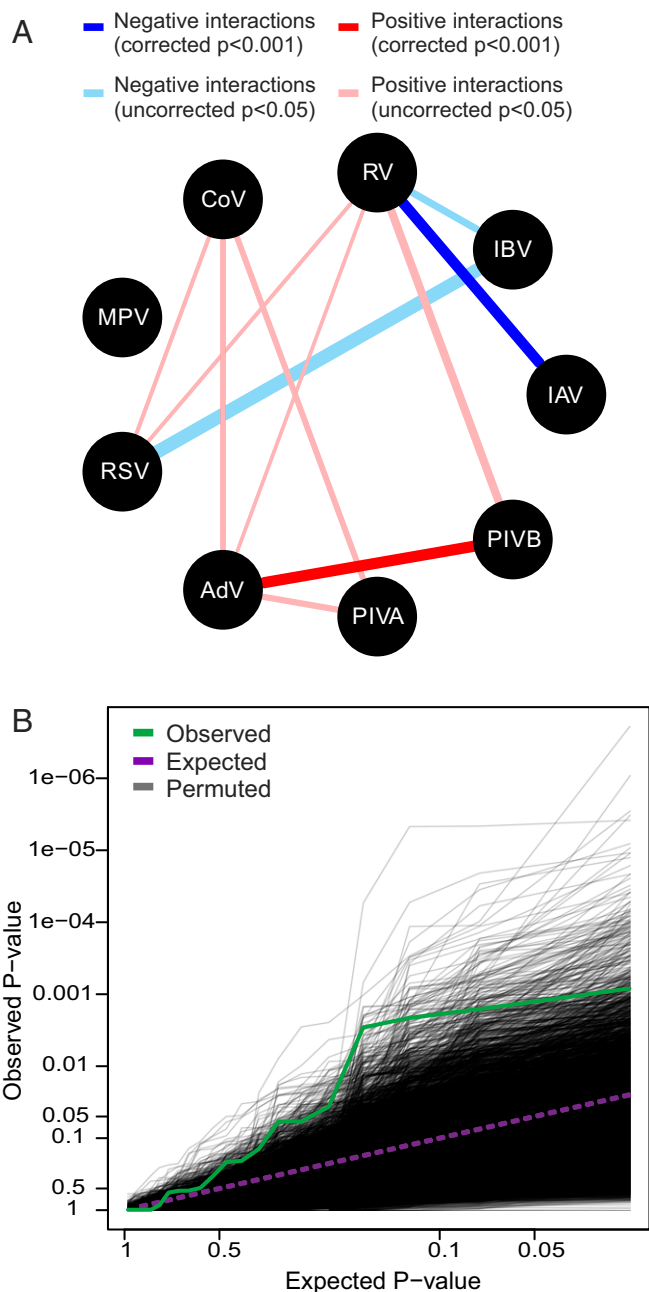 A
Negative interactions
(corrected p<0.001)
Positive interactions
(corrected p<0.001)
Negative interactions
(uncorrected p<0.05)
Positive interactions
(uncorrected p<0.05)
RV
CoV
IBV
MPV
IAV
RSV
PIVB
AdV
PIVA
B
Observed
Expected
Permuted
1e−06
1e−05
1e−04
0.001
0.01
0.05
0.1
0.5
1
Observed P−value
1
0.5
0.1
0.05
Expected P−value